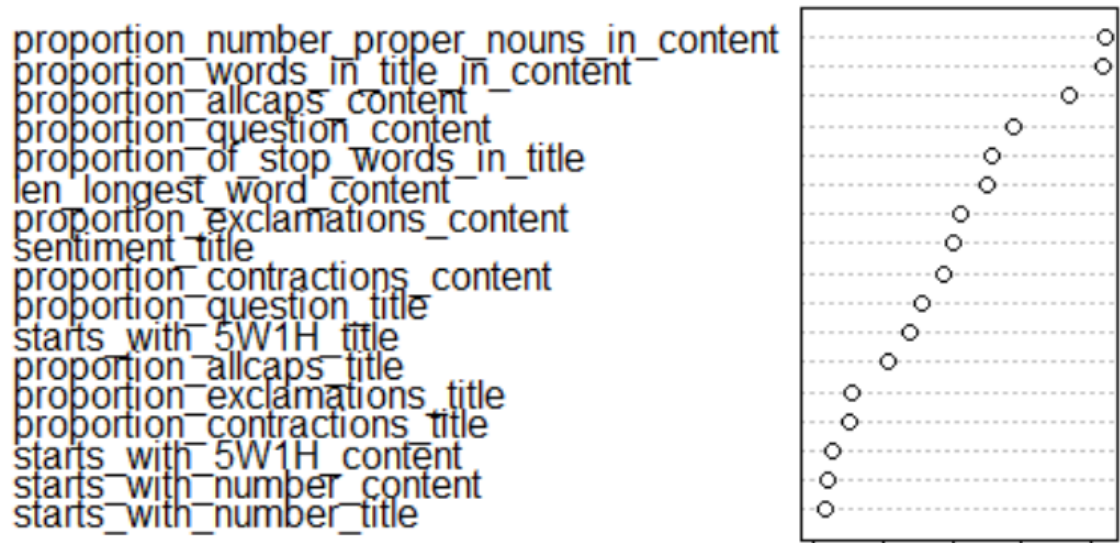 proportion_number_proper_nouns_in_content
proportion_words_in_title_in_content
proportion_allcaps_content
proportion_question_content
proportion_of_stop_words_in_title
len_longest_word_content
proportion_exclamations_content
sentiment_title
proportion_contractions_content
proportion_question_title
starts_with_5W1H_title
proportion_allcaps_title
proportion_exclamations_title
proportion_contractions_title
starts_with_5W1H_content
starts_with_number_content
starts_with_number_title